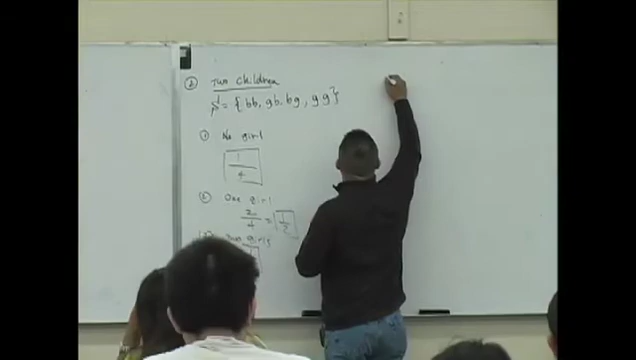 ② Two children
S = { bb, gb, bg, gg }
① No girl
1/4
② One girl
2/4 = 1/2
Two girls